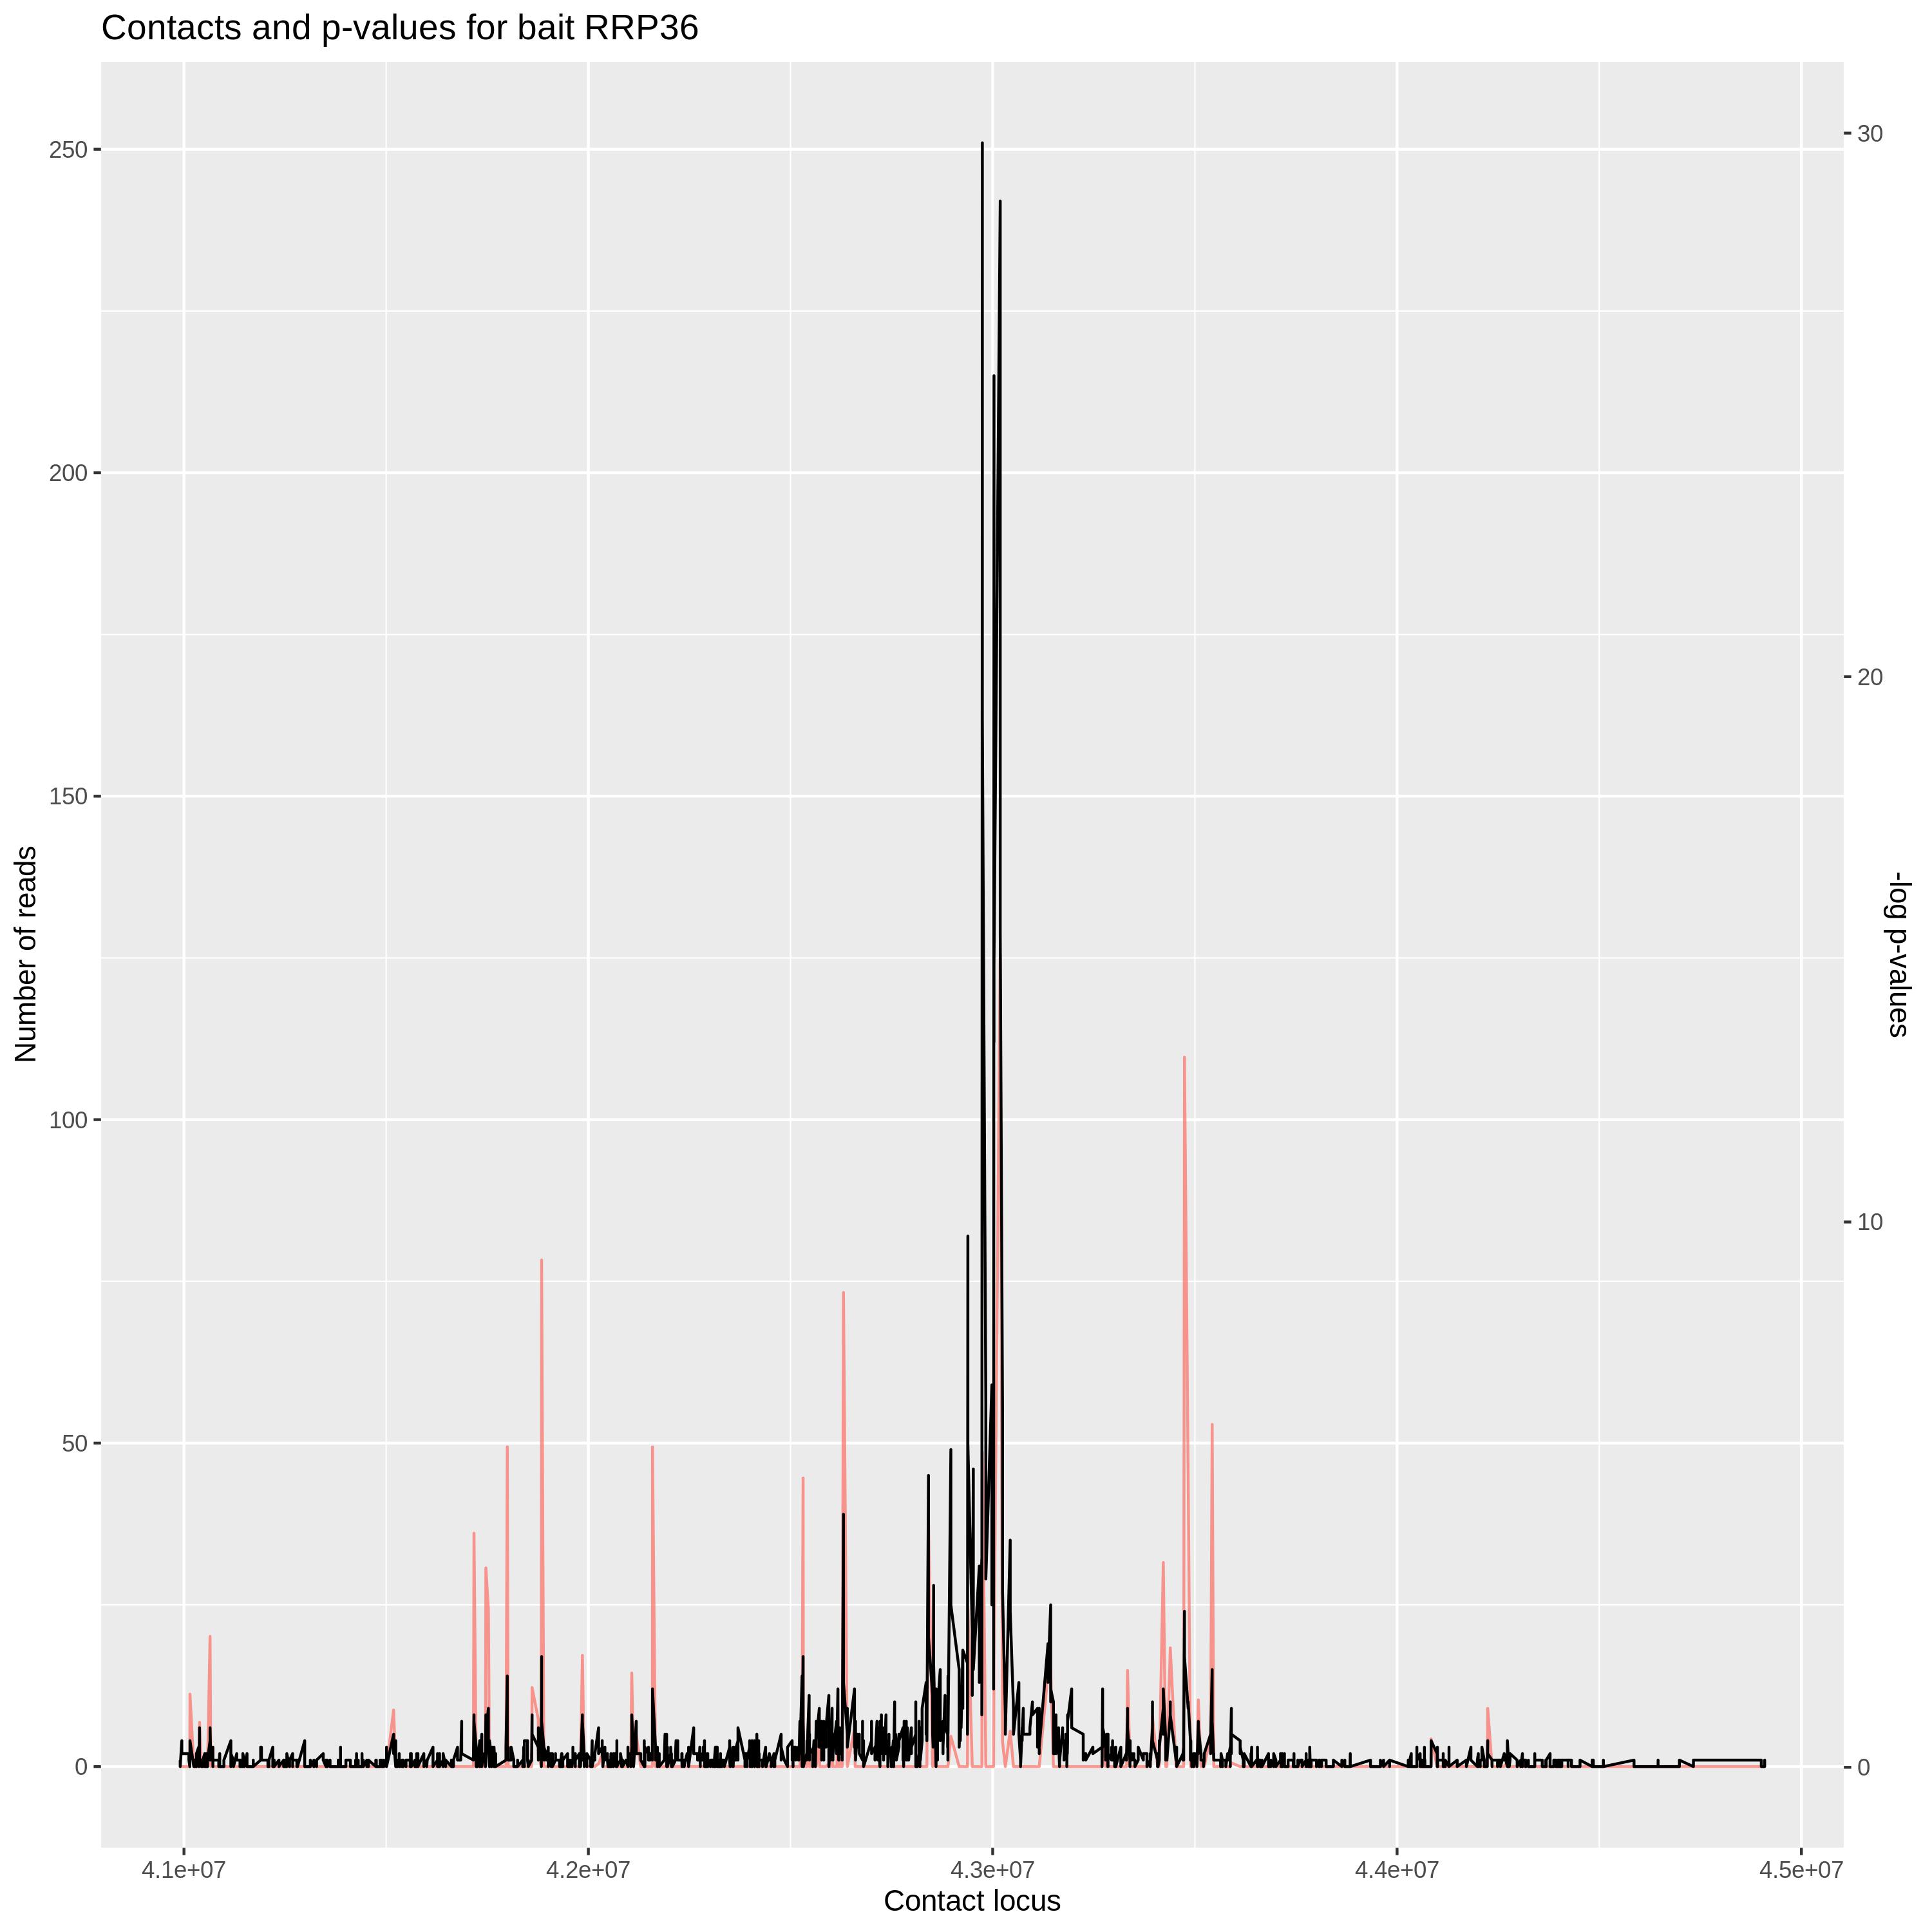 Contacts and p-values for bait RRP36
250
200
150
100
50
0
30
20
10
0
Number of reads
-log p-values
4.1e+07
4.2e+07
4.3e+07
4.4e+07
4.5e+07
Contact locus